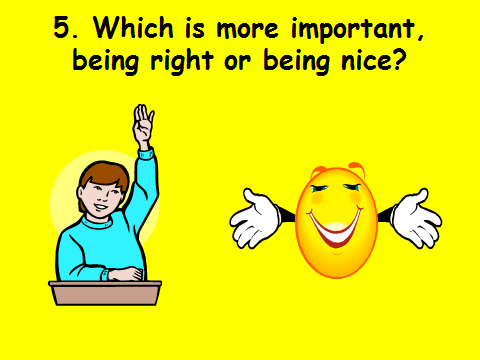 5. Which is more important,
being right or being nice?